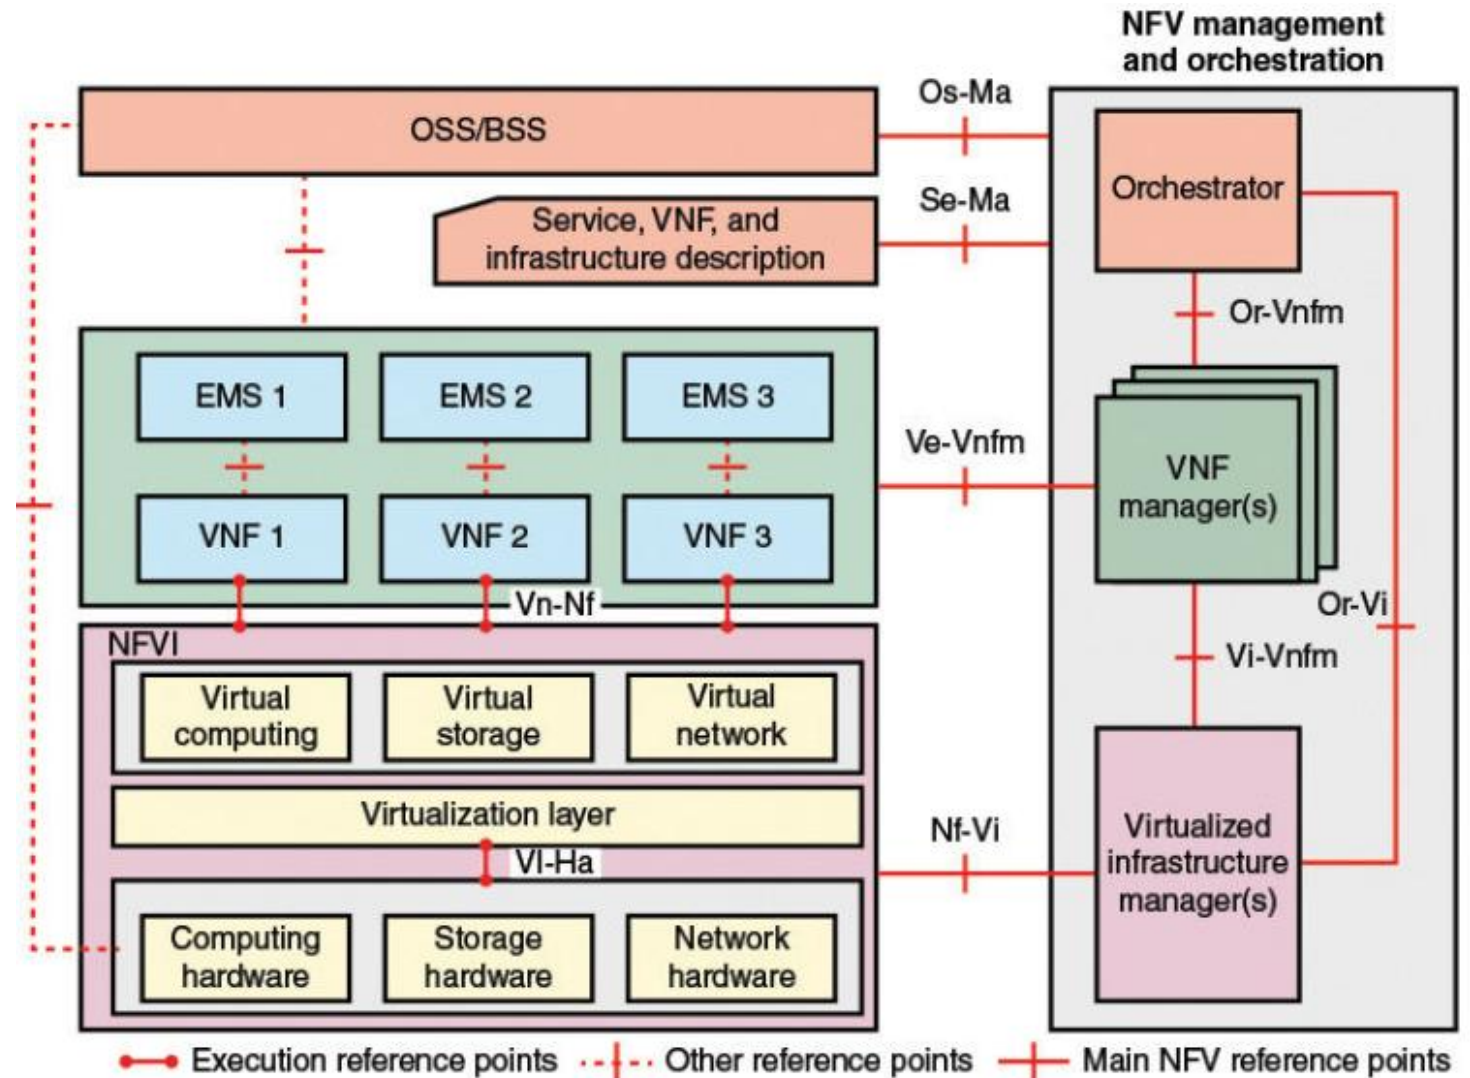 NFV management
and orchestration
Os-Ma
OSS/BSS
Orchestrator
Se-Ma
Service, VNF, and
infrastructure description
Or-Vnfm
EMS 1
EMS 2
EMS 3
Ve-Vnfm
VNF
manager(s)
VNF 1
VNF 2
VNF 3
Vn-Nf
Or-Vi
NFVI
Vi-Vnfm
Virtual
computing
Virtual
storage
Virtual
network
Virtualization layer
Nf-Vi
Virtualized
infrastructure
manager(s)
VI-Ha
Computing
hardware
Storage
hardware
Network
hardware
Execution reference points
Other reference points
Main NFV reference points